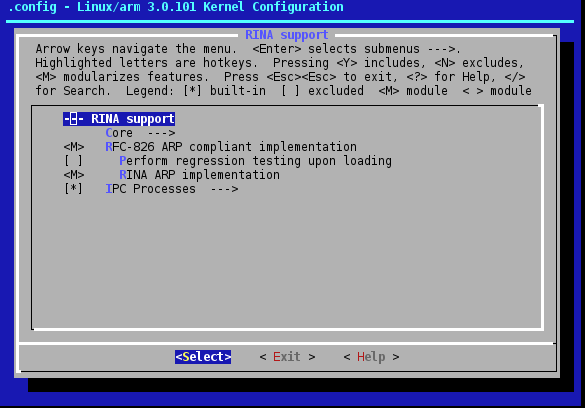 .config - Linux/arm 3.0.101 Kernel Configuration
RINA support
Arrow keys navigate the menu.  <Enter> selects submenus --->.
Highlighted letters are hotkeys.  Pressing <Y> includes, <N> excludes,
<M> modularizes features.  Press <Esc><Esc> to exit, <?> for Help, </>
for Search.  Legend: [*] built-in  [ ] excluded  <M> module  < > module
--- RINA support
Core  --->
<M>   RFC-826 ARP compliant implementation
[ ]     Perform regression testing upon loading
<M>     RINA ARP implementation
[*]   IPC Processes  --->
<Select>    < Exit >    < Help >